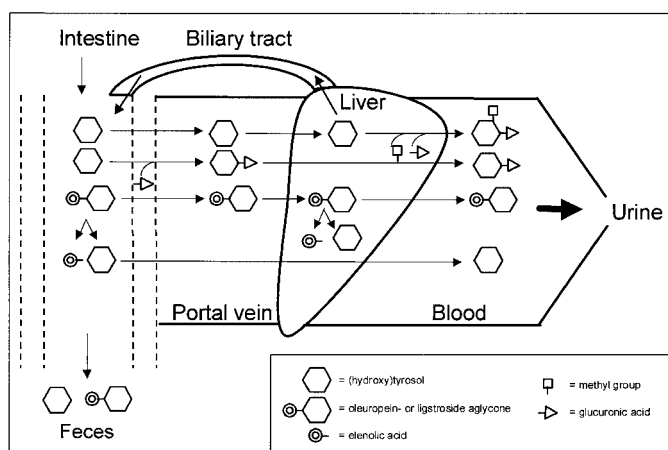 Intestine
Biliary tract
Liver
Urine
Portal vein
Blood
Feces
= (hydroxy)tyrosol
= oleuropein- or ligstroside aglycone
= elenolic acid
= methyl group
= glucuronic acid